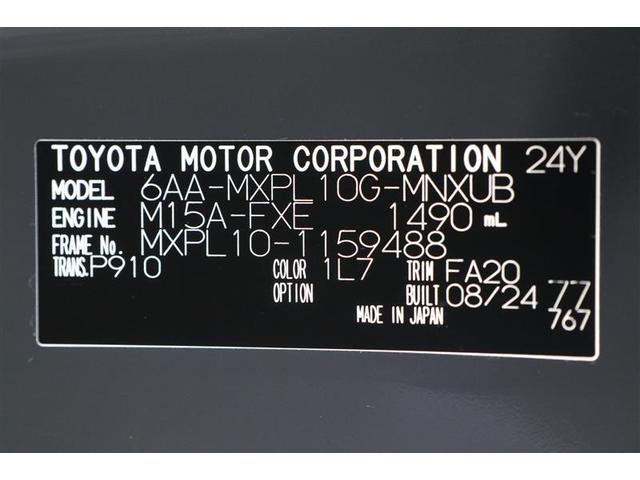 TOYOTA MOTOR CORPORATION 24Y
MODEL 6AA-MXPL10G-MNXUB
ENGINE M15A-FXE 1490 mL
FRAME No. MXPL10-1159488
TRANS. P910 COLOR 1L7 TRIM FA20
OPTION BUILT 08/24 77
MADE IN JAPAN 767